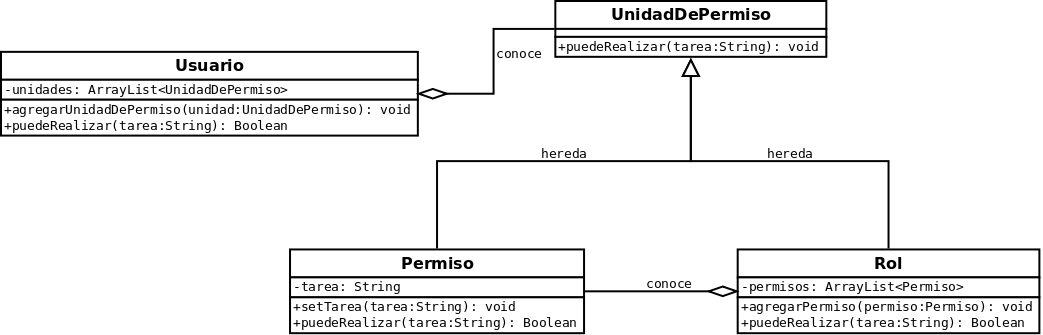 UnidadDePermiso
+puedeRealizar(tarea:String): void
conoce
Usuario
-unidades: ArrayList<UnidadDePermiso>
+agregarUnidadDePermiso(unidad:UnidadDePermiso): void
+puedeRealizar(tarea:String): Boolean
hereda
hereda
Permiso
-tarea: String
+setTarea(tarea:String): void
+puedeRealizar(tarea:String): Boolean
conoce
Rol
-permisos: ArrayList<Permiso>
+agregarPermiso(permiso:Permiso): void
+puedeRealizar(tarea:String): Boolean